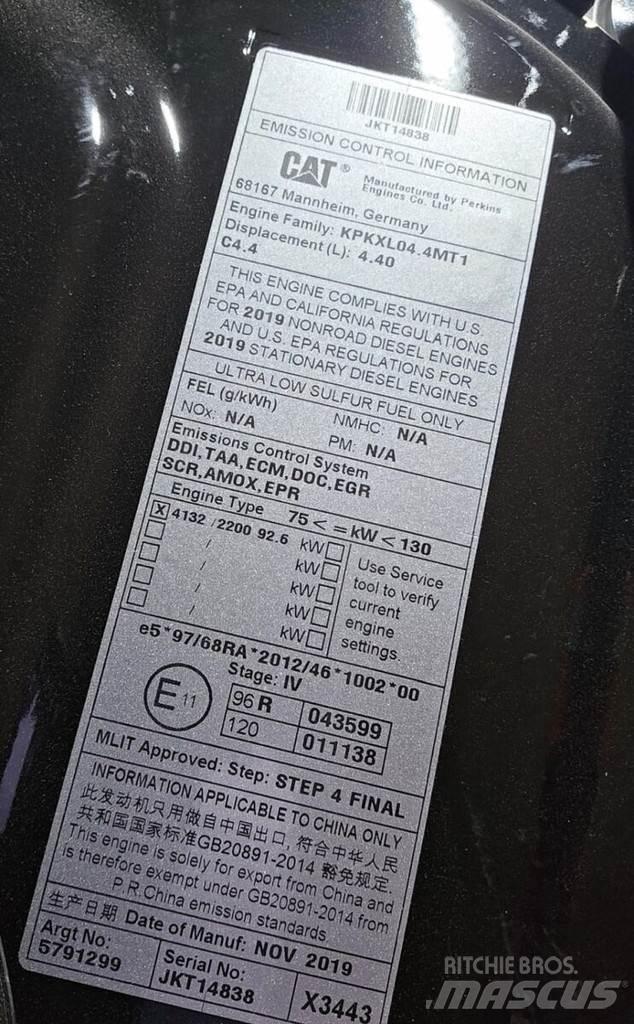 JKT14838
EMISSION CONTROL INFORMATION
CAT® Manufactured by Perkins
Engines Co. Ltd.
68167 Mannheim, Germany
Engine Family: KPKXL04.4MT1
Displacement (L): 4.40
C4.4
THIS ENGINE COMPLIES WITH U.S.
EPA AND CALIFORNIA REGULATIONS
FOR 2019 NONROAD DIESEL ENGINES
AND U.S. EPA REGULATIONS FOR
2019 STATIONARY DIESEL ENGINES
ULTRA LOW SULFUR FUEL ONLY
FEL (g/kWh) NMHC: N/A
NOx: N/A PM: N/A
Emissions Control System
DDI,TAA,ECM,DOC,EGR
SCR,AMOX,EPR
Engine Type 75 < = kW < 130
X 4132 / 2200 92.6 kW
/ kW
/ kW
/ kW
/ kW
Use Service
tool to verify
current
engine
settings.
e5*97/68RA*2012/46*1002*00
Stage: IV
E11
96 R 043599
120 011138
MLIT Approved: Step: STEP 4 FINAL
INFORMATION APPLICABLE TO CHINA ONLY
此发动机只用做自中国出口, 符合中华人民
共和国国家标准GB20891-2014 豁免规定.
This engine is solely for export from China and
is therefore exempt under GB20891-2014 from
P.R.China emission standards
生产日期 Date of Manuf: NOV 2019
Argt No:
5791299
Serial No:
JKT14838
X3443
RITCHIE BROS.
MASCUS